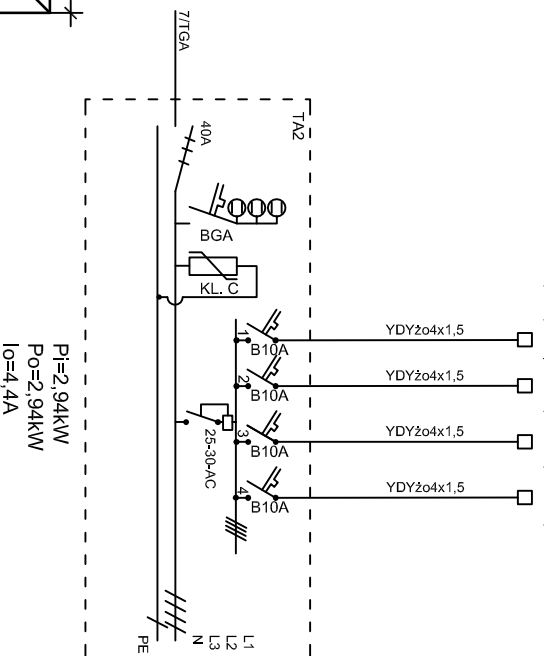 7/TGA
TA2
40A
BGA
KL. C
1
B10A
YDYżo4x1,5
2
B10A
YDYżo4x1,5
3
B10A
YDYżo4x1,5
25-30-AC
4
B10A
YDYżo4x1,5
Pi=2,94kW
Po=2,94kW
Io=4,4A
L1
L2
L3
N
PE